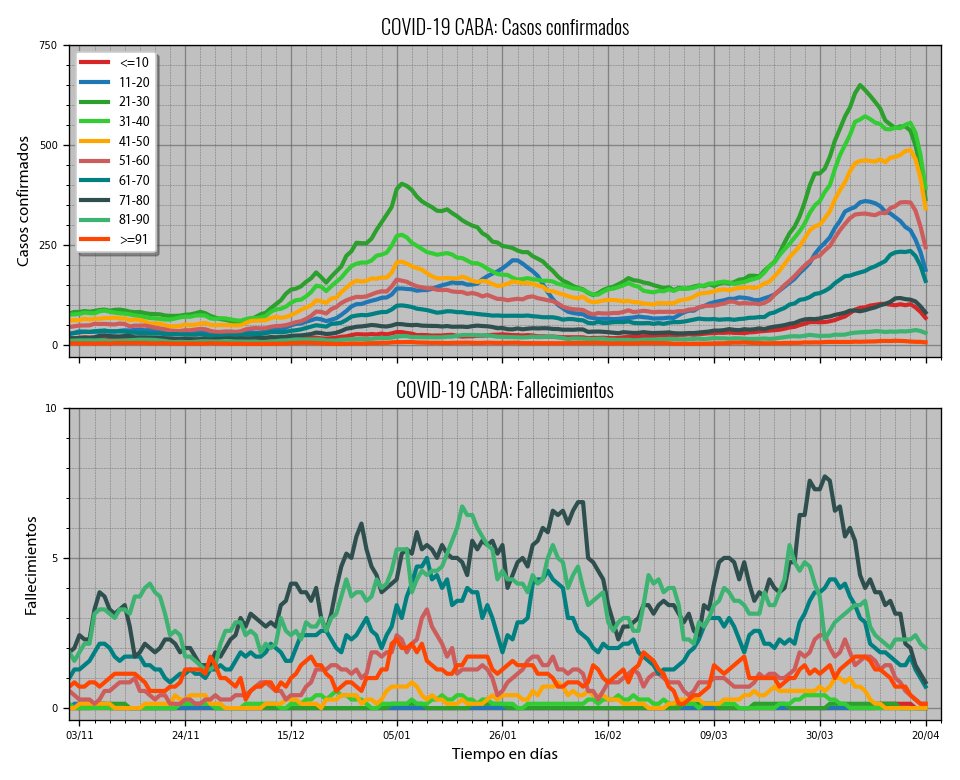 COVID-19 CABA: Casos confirmados
Casos confirmados
750
500
250
0
<=10
11-20
21-30
31-40
41-50
51-60
61-70
71-80
81-90
>=91
COVID-19 CABA: Fallecimientos
Fallecimientos
10
5
0
03/11 24/11 15/12 05/01 26/01 16/02 09/03 30/03 20/04
Tiempo en días